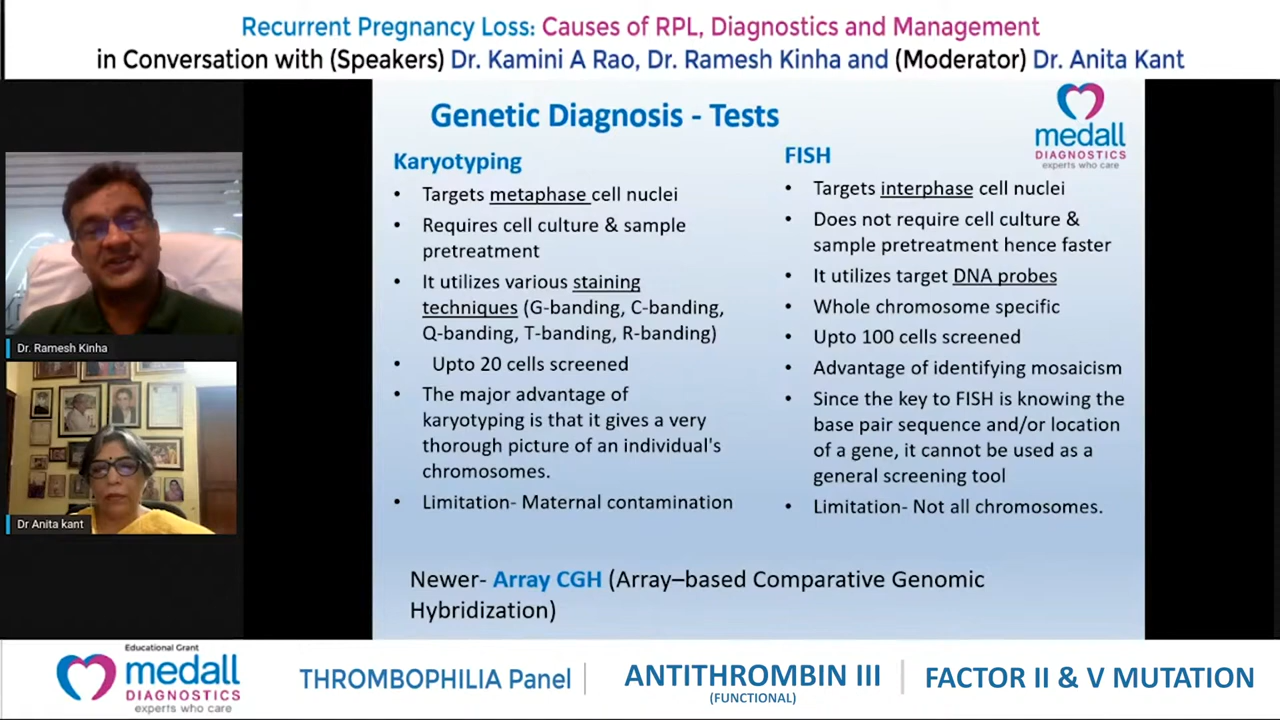 Recurrent Pregnancy Loss: Causes of RPL, Diagnostics and Management
in Conversation with (Speakers) Dr. Kamini A Rao, Dr. Ramesh Kinha and (Moderator) Dr. Anita Kant
Genetic Diagnosis - Tests
medall
DIAGNOSTICS
experts who care
Karyotyping
• Targets metaphase cell nuclei
• Requires cell culture & sample
pretreatment
• It utilizes various staining
techniques (G-banding, C-banding,
Q-banding, T-banding, R-banding)
• Upto 20 cells screened
• The major advantage of
karyotyping is that it gives a very
thorough picture of an individual's
chromosomes.
• Limitation- Maternal contamination
FISH
• Targets interphase cell nuclei
• Does not require cell culture &
sample pretreatment hence faster
• It utilizes target DNA probes
• Whole chromosome specific
• Upto 100 cells screened
• Advantage of identifying mosaicism
• Since the key to FISH is knowing the
base pair sequence and/or location
of a gene, it cannot be used as a
general screening tool
• Limitation- Not all chromosomes.
Newer- Array CGH (Array–based Comparative Genomic
Hybridization)
Dr. Ramesh Kinha
Dr Anita kant
Educational Grant
medall
DIAGNOSTICS
experts who care
THROMBOPHILIA Panel
ANTITHROMBIN III
(FUNCTIONAL)
FACTOR II & V MUTATION